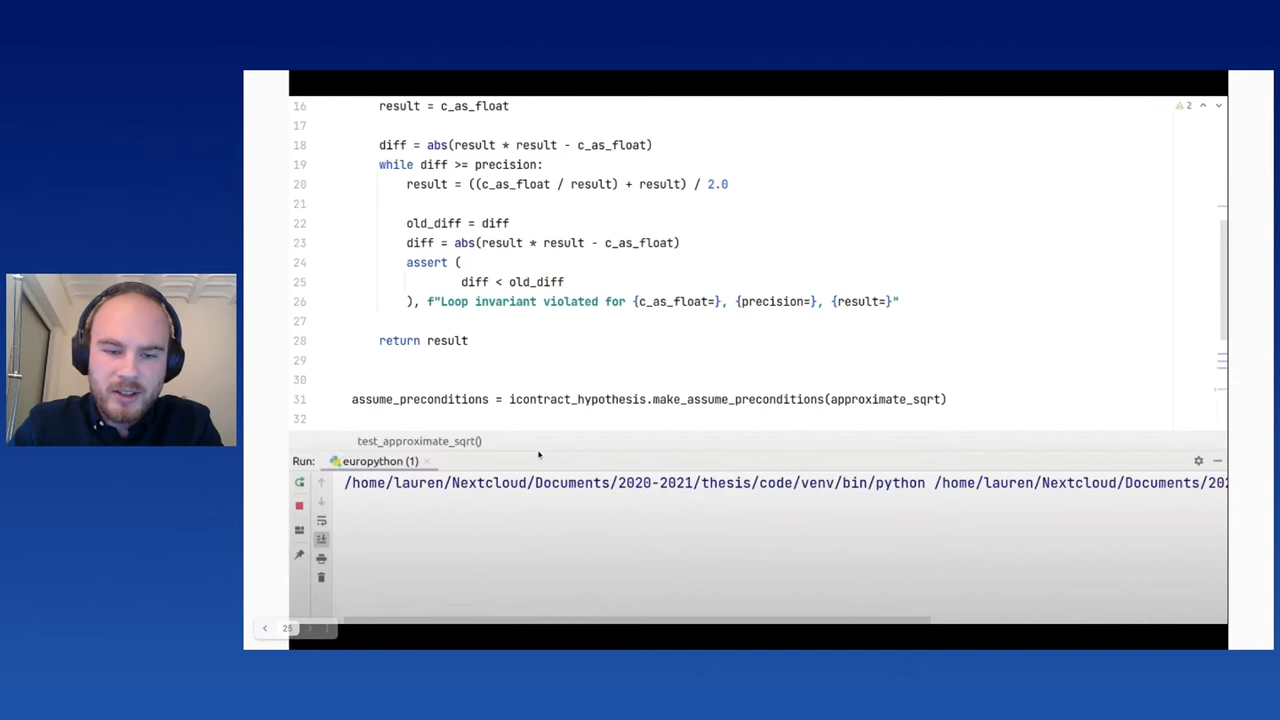 16 result = c_as_float
17
18 diff = abs(result * result - c_as_float)
19 while diff >= precision:
20 result = ((c_as_float / result) + result) / 2.0
21
22 old_diff = diff
23 diff = abs(result * result - c_as_float)
24 assert (
25 diff < old_diff
26 ), f"Loop invariant violated for {c_as_float=}, {precision=}, {result=}"
27
28 return result
29
30
31 assume_preconditions = icontract_hypothesis.make_assume_preconditions(approximate_sqrt)
32
2
test_approximate_sqrt()
Run: europython (1)
/home/lauren/Nextcloud/Documents/2020-2021/thesis/code/venv/bin/python /home/lauren/Nextcloud/Documents/202
25